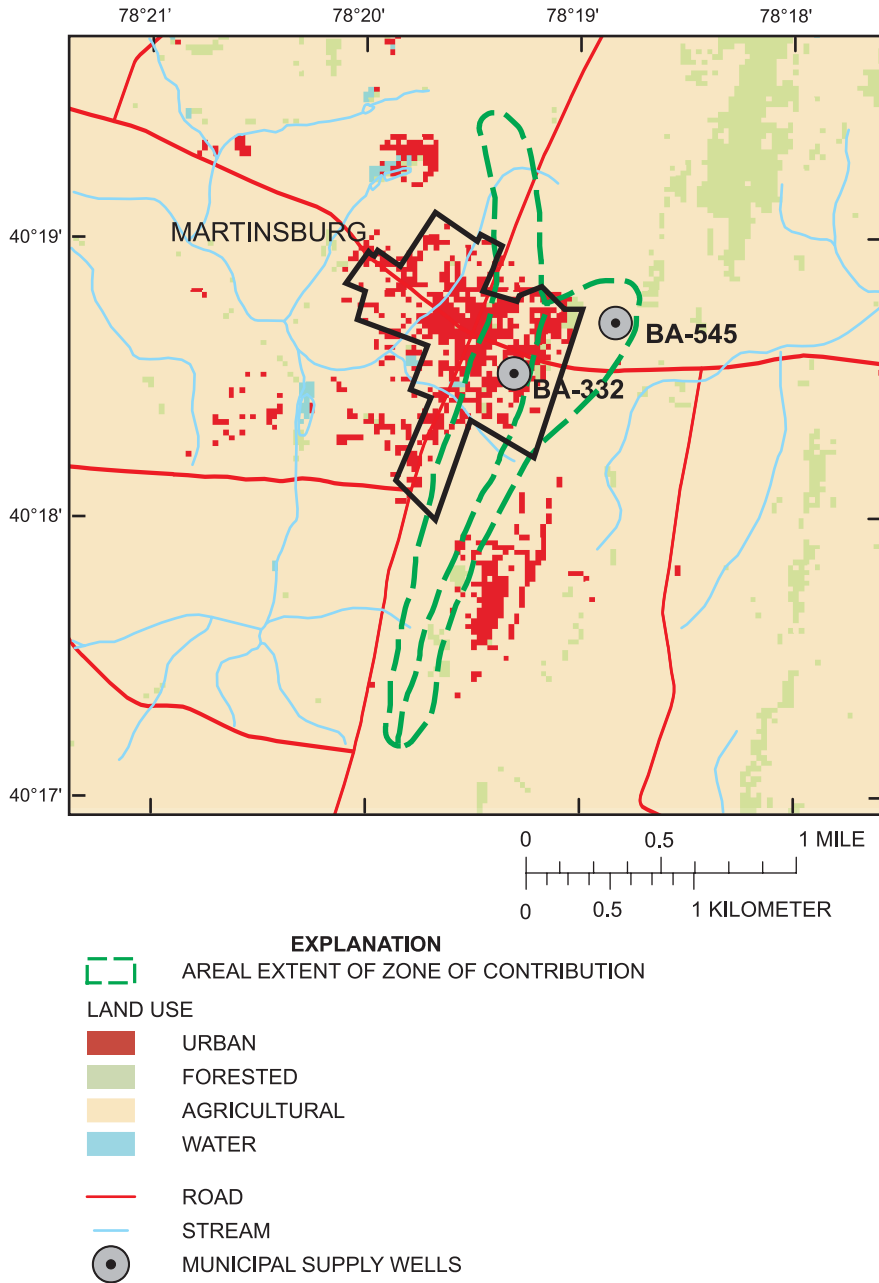 78°21' 78°20' 78°19' 78°18'
40°19'
MARTINSBURG
BA-545
BA-332
40°18'
40°17'
0 0.5 1 MILE
0 0.5 1 KILOMETER
EXPLANATION
AREAL EXTENT OF ZONE OF CONTRIBUTION
LAND USE
URBAN
FORESTED
AGRICULTURAL
WATER
ROAD
STREAM
MUNICIPAL SUPPLY WELLS